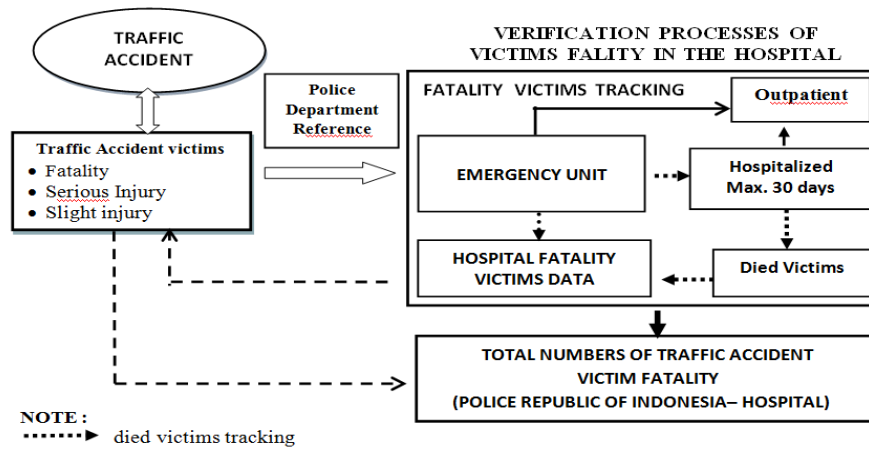 TRAFFIC
ACCIDENT
VERIFICATION PROCESSES OF
VICTIMS FALITY IN THE HOSPITAL
Police
Department
Reference
FATALITY VICTIMS TRACKING
Outpatient
Traffic Accident victims
• Fatality
• Serious Injury
• Slight injury
EMERGENCY UNIT
Hospitalized
Max. 30 days
HOSPITAL FATALITY
VICTIMS DATA
Died Victims
TOTAL NUMBERS OF TRAFFIC ACCIDENT
VICTIM FATALITY
(POLICE REPUBLIC OF INDONESIA– HOSPITAL)
NOTE :
died victims tracking